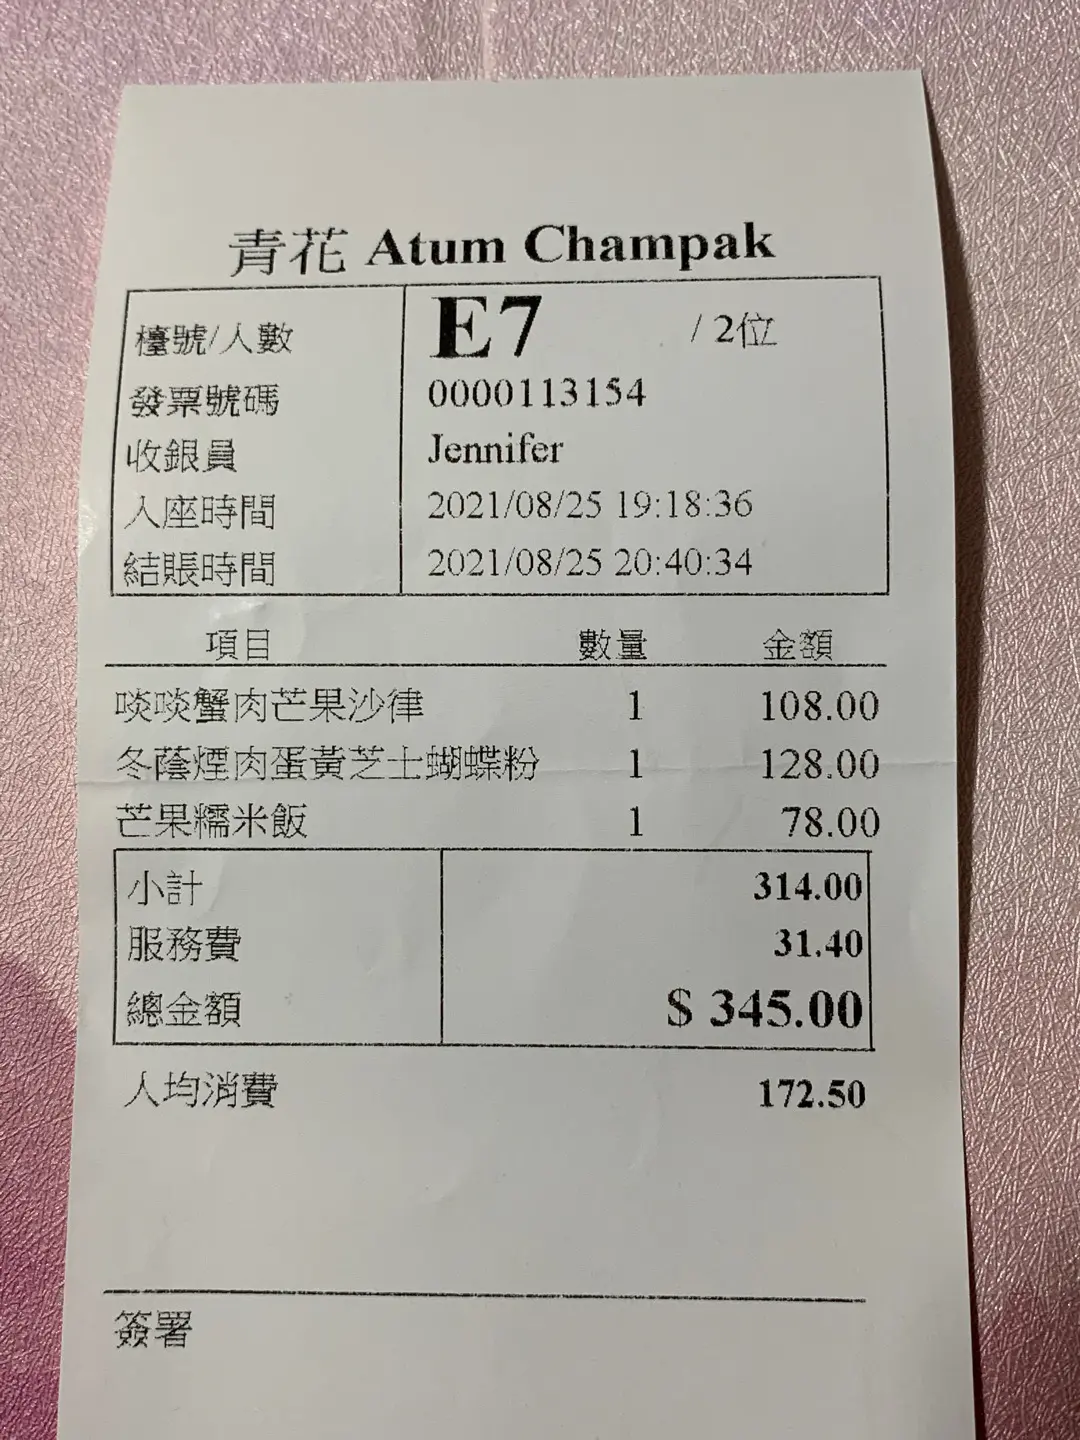 青花 Atum Champak
檯號/人數 E7 / 2位
發票號碼 0000113154
收銀員 Jennifer
入座時間 2021/08/25 19:18:36
結賬時間 2021/08/25 20:40:34
項目 數量 金額
啖啖蟹肉芒果沙律 1 108.00
冬蔭煙肉蛋黃芝士蝴蝶粉 1 128.00
芒果糯米飯 1 78.00
小計 314.00
服務費 31.40
總金額 $ 345.00
人均消費 172.50
簽署